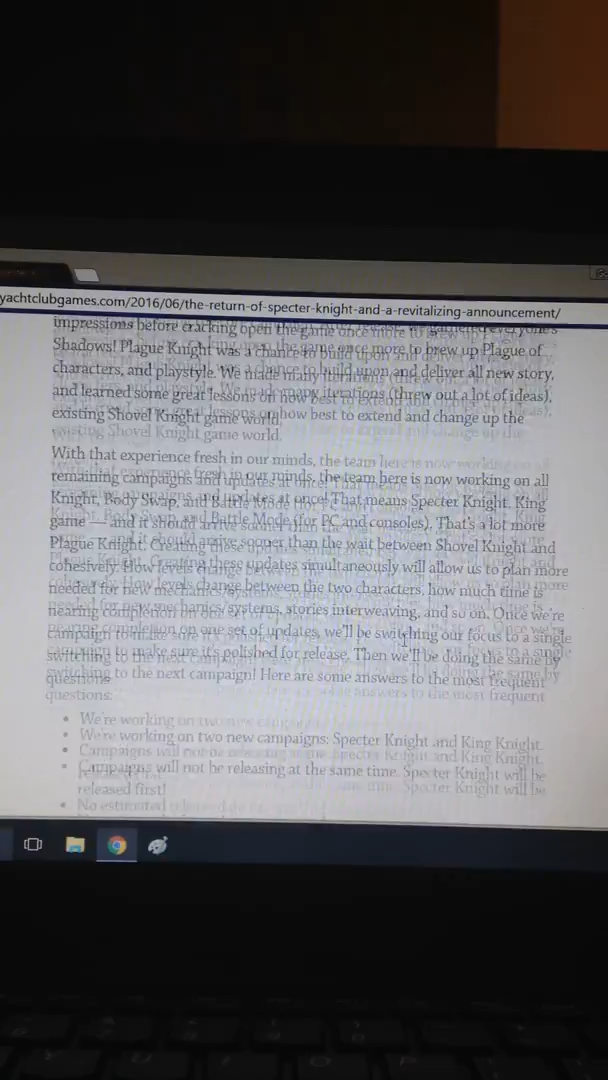 yachtclubgames.com/2016/06/the-return-of-specter-knight-and-a-revitalizing-announcement/
impressions before cracking open the game once more to brew up Plague of
Shadows! Plague Knight was a chance to build upon and deliver all new story,
characters, and playstyle. We made many iterations (threw out a lot of ideas),
and learned some great lessons on how best to extend and change up the
existing Shovel Knight game world.
With that experience fresh in our minds, the team here is now working on all
remaining campaigns and updates at once! That means Specter Knight, King
Knight, Body Swap, and Battle Mode (for PC and consoles). That's a lot more
game — and it should arrive sooner than the wait between Shovel Knight and
Plague Knight. Creating these updates simultaneously will allow us to plan more
cohesively. How levels change between the two characters, how much time is
needed for new mechanics/systems, stories interweaving, and so on. Once we're
nearing completion on one set of updates, we'll be switching our focus to a single
campaign to make sure it's polished for release. Then we'll be doing the same by
switching to the next campaign! Here are some answers to the most frequent
questions:
• We're working on two new campaigns: Specter Knight and King Knight.
• Campaigns will not be releasing at the same time. Specter Knight will be
released first!
• No estimated